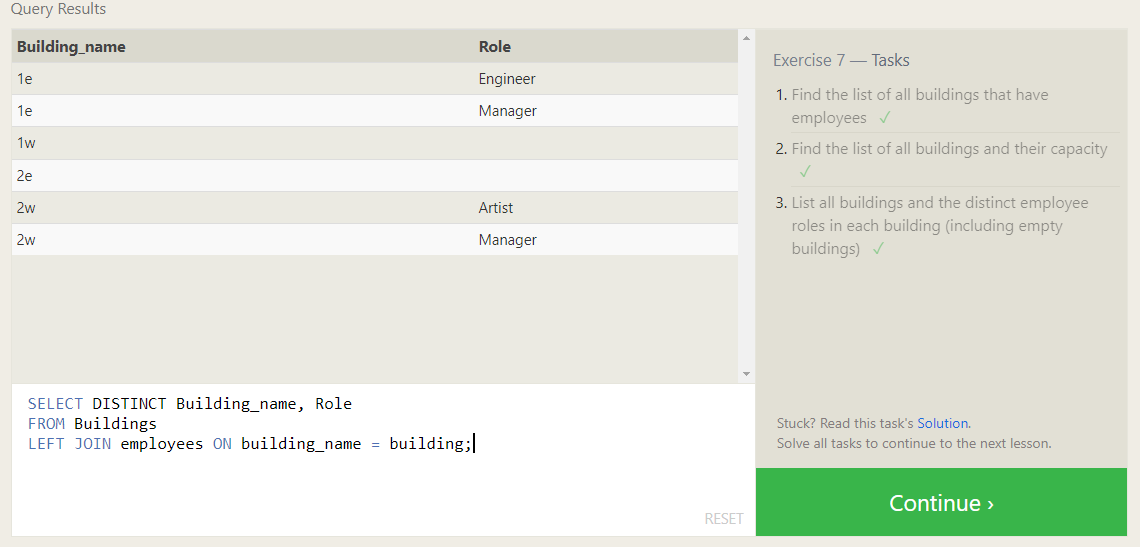 Query Results
Building_name Role
1e Engineer
1e Manager
1w
2e
2w Artist
2w Manager
SELECT DISTINCT Building_name, Role
FROM Buildings
LEFT JOIN employees ON building_name = building;
RESET
Exercise 7 — Tasks
1. Find the list of all buildings that have
employees ✓
2. Find the list of all buildings and their capacity
✓
3. List all buildings and the distinct employee
roles in each building (including empty
buildings) ✓
Stuck? Read this task's Solution.
Solve all tasks to continue to the next lesson.
Continue ›